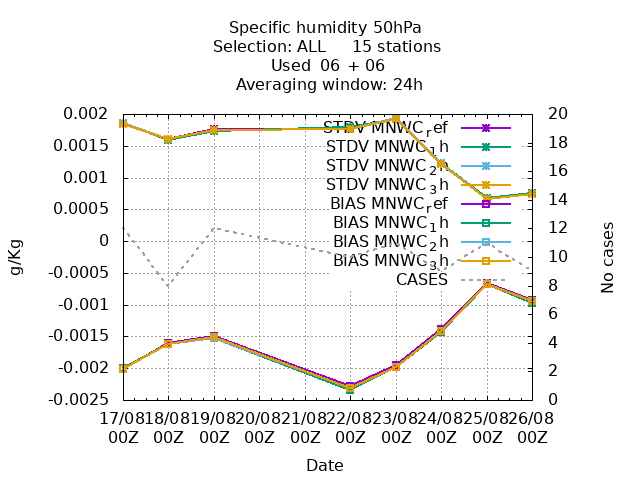 Specific humidity 50hPa
Selection: ALL 15 stations
Used 06 + 06
Averaging window: 24h
g/Kg
0.002
0.0015
0.001
0.0005
0
-0.0005
-0.001
-0.0015
-0.002
-0.0025
STDV MNWC_ref
STDV MNWC_1h
STDV MNWC_2h
STDV MNWC_3h
BIAS MNWC_ref
BIAS MNWC_1h
BIAS MNWC_2h
BIAS MNWC_3h
CASES
20
18
16
14
12
10
8
6
4
2
0
No cases
17/08 18/08 19/08 20/08 21/08 22/08 23/08 24/08 25/08 26/08
00Z 00Z 00Z 00Z 00Z 00Z 00Z 00Z 00Z 00Z
Date